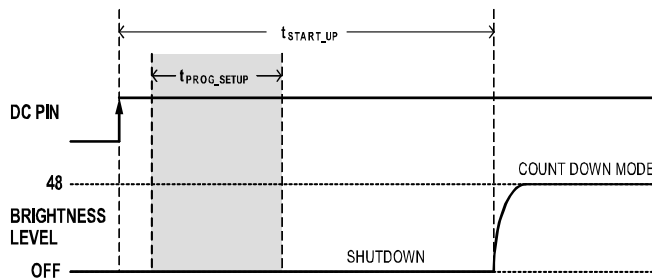 tSTART_UP
tPROG_SETUP
DC PIN
48
COUNT DOWN MODE
BRIGHTNESS
LEVEL
SHUTDOWN
OFF